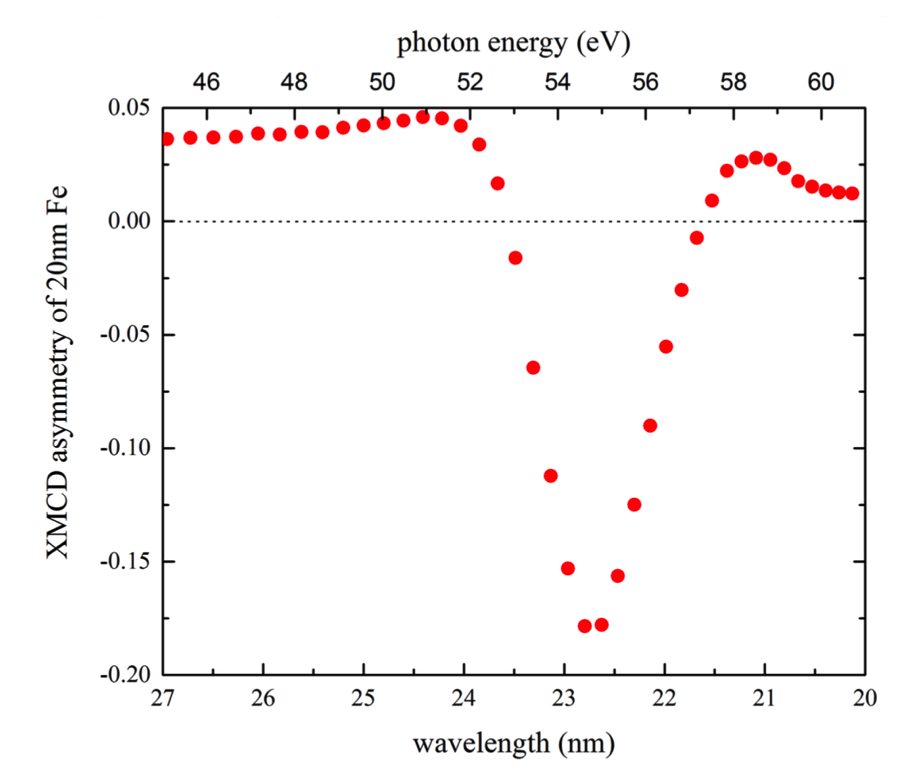 photon energy (eV)
46 48 50 52 54 56 58 60
XMCD asymmetry of 20nm Fe
0.05
0.00
-0.05
-0.10
-0.15
-0.20
27 26 25 24 23 22 21 20
wavelength (nm)